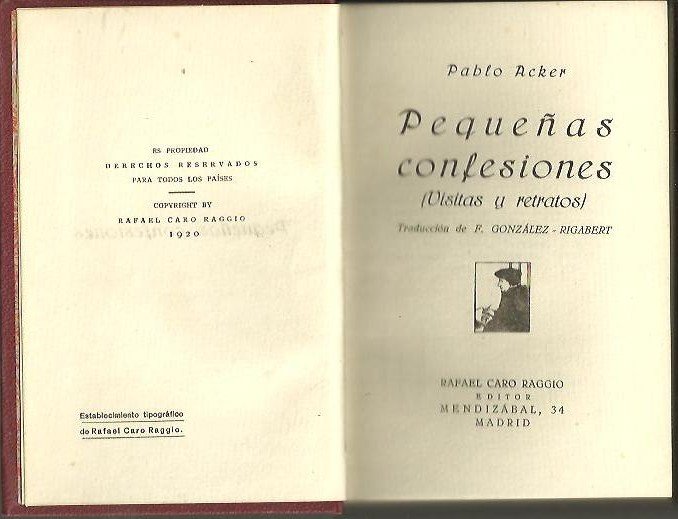 ES PROPIEDAD
DERECHOS RESERVADOS
PARA TODOS LOS PAÍSES
COPYRIGHT BY
RAFAEL CARO RAGGIO
1920
Establecimiento tipográfico
de Rafael Caro Raggio.
Pablo Acker
Pequeñas
confesiones
(Visitas y retratos)
Traducción de F. GONZÁLEZ - RIGABERT
RAFAEL CARO RAGGIO
EDITOR
MENDIZÁBAL, 34
MADRID